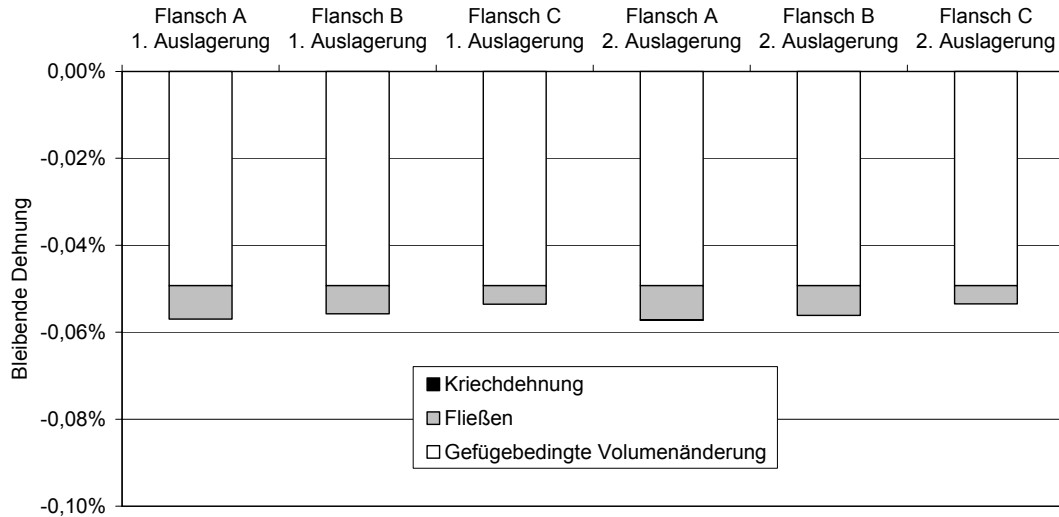 Flansch A
1. Auslagerung
Flansch B
1. Auslagerung
Flansch C
1. Auslagerung
Flansch A
2. Auslagerung
Flansch B
2. Auslagerung
Flansch C
2. Auslagerung
0,00%
-0,02%
-0,04%
-0,06%
-0,08%
-0,10%
Bleibende Dehnung
Kriechdehnung
Fließen
Gefügebedingte Volumenänderung